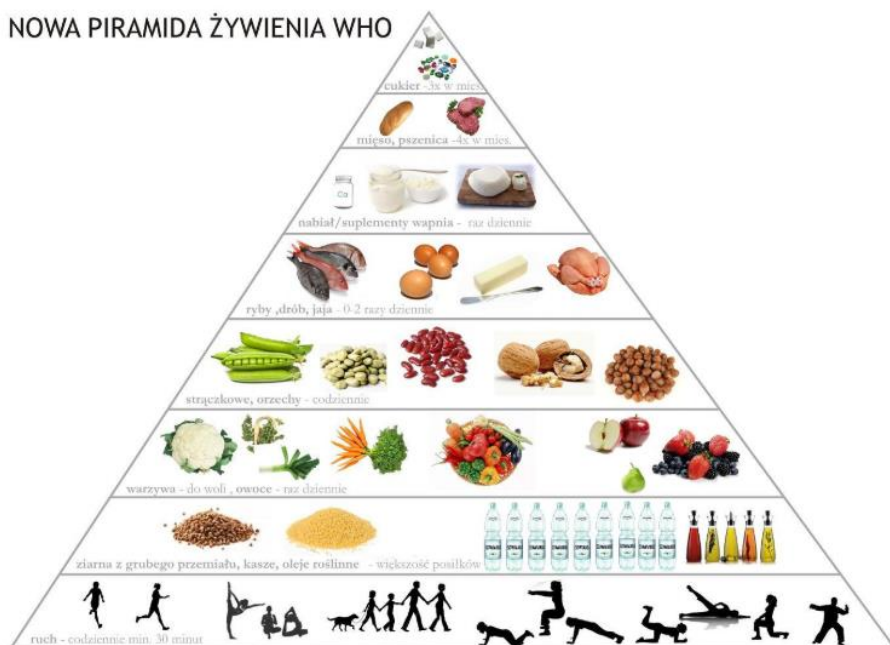 NOWA PIRAMIDA ŻYWIENIA WHO
cukier -3x w mies.
mięso, pszenica -4x w mies.
Ca
nabiał/suplementy wapnia - raz dziennie
ryby ,drób, jaja - 0-2 razy dziennie
strączkowe, orzechy - codziennie
warzywa - do woli , owoce - raz dziennie
ziarna z grubego przemiału, kasze, oleje roślinne - większość posiłków
ruch - codziennie min. 30 minut